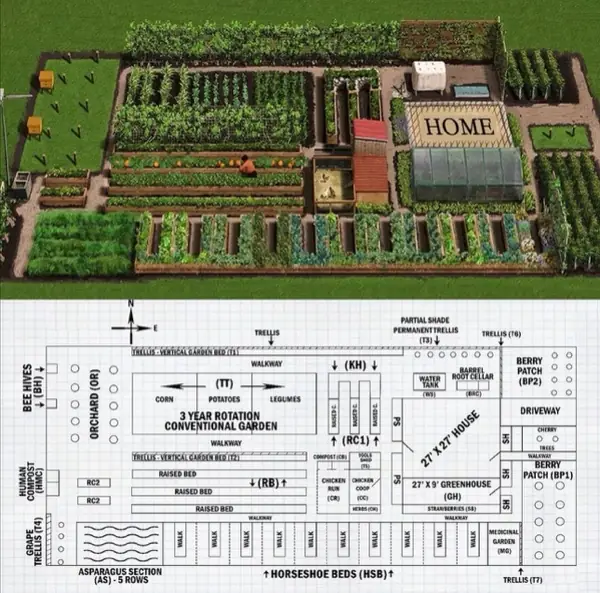 HOME
N
E
TRELLIS
PARTIAL SHADE
PERMANENT TRELLIS
(T3)
TRELLIS (T6)
TRELLIS - VERTICAL GARDEN BED (T1)
WALKWAY
BEE HIVES
(BH)
ORCHARD (OR)
(TT)
CORN
POTATOES
LEGUMES
3 YEAR ROTATION
CONVENTIONAL GARDEN
WALKWAY
(KH)
RAISED G.
RAISED G.
RAISED G.
(RC1)
WATER
TANK
(WS)
BARREL
ROOT CELLAR
(BRC)
BERRY
PATCH
(BP2)
DRIVEWAY
PS
27' X 27' HOUSE
SH
CHERRY
TREES
WALKWAY
TRELLIS - VERTICAL GARDEN BED (T2)
RAISED BED
(RB)
RAISED BED
RAISED BED
WALKWAY
HUMAN
COMPOST
(HMC)
RC2
RC2
COMPOST (CB)
TOOLS
SHED
(TS)
CHICKEN
RUN
(CR)
CHICKEN
COOP
(CC)
PS
27' X 9' GREENHOUSE
(GH)
STRAWBERRIES (SB)
WALKWAY
SH
SH
BERRY
PATCH (BP1)
GRAPE
TRELLIS (T4)
WALK
WALK
WALK
WALK
WALK
WALK
WALK
WALK
WALK
MEDICINAL
GARDEN
(MG)
ASPARAGUS SECTION
(AS) - 5 ROWS
HORSESHOE BEDS (HSB)
TRELLIS (T7)